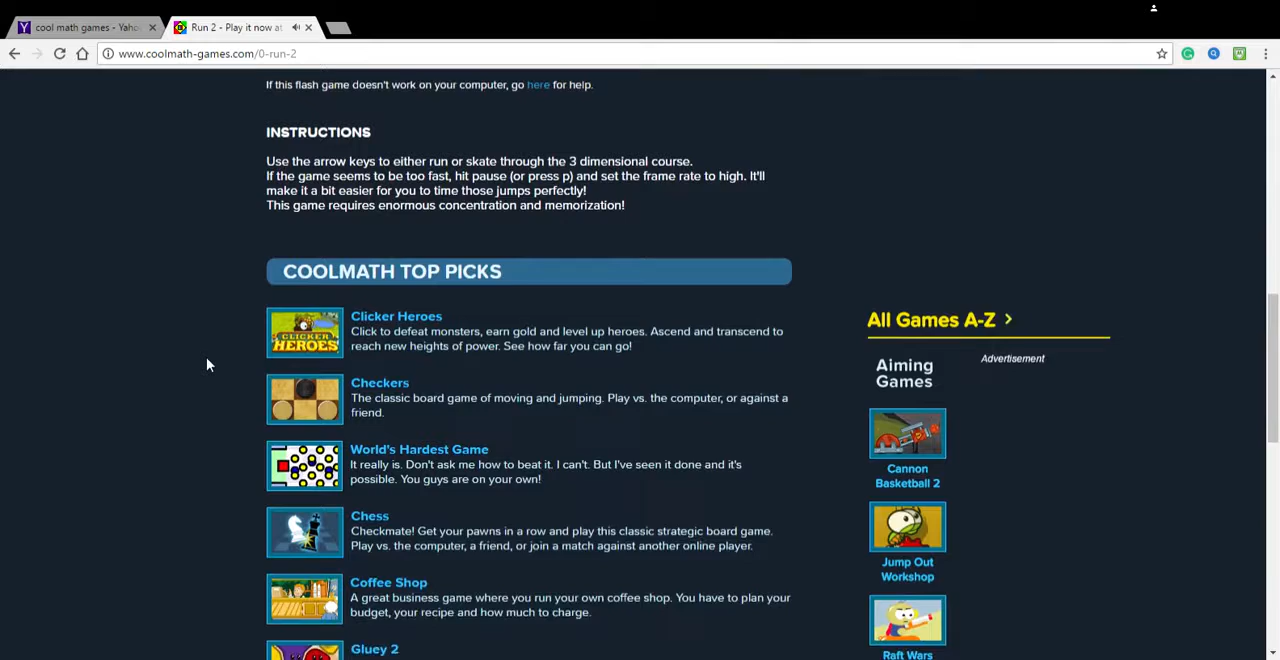 cool math games - Yaho
Run 2 - Play it now at
www.coolmath-games.com/0-run-2
If this flash game doesn't work on your computer, go here for help.
INSTRUCTIONS
Use the arrow keys to either run or skate through the 3 dimensional course.
If the game seems to be too fast, hit pause (or press p) and set the frame rate to high. It'll
make it a bit easier for you to time those jumps perfectly!
This game requires enormous concentration and memorization!
COOLMATH TOP PICKS
CLICKER
HEROES
Clicker Heroes
Click to defeat monsters, earn gold and level up heroes. Ascend and transcend to
reach new heights of power. See how far you can go!
Checkers
The classic board game of moving and jumping. Play vs. the computer, or against a
friend.
World's Hardest Game
It really is. Don't ask me how to beat it. I can't. But I've seen it done and it's
possible. You guys are on your own!
Chess
Checkmate! Get your pawns in a row and play this classic strategic board game.
Play vs. the computer, a friend, or join a match against another online player.
Coffee Shop
A great business game where you run your own coffee shop. You have to plan your
budget, your recipe and how much to charge.
Gluey 2
All Games A-Z >
Aiming
Games
Advertisement
Cannon
Basketball 2
Jump Out
Workshop
Raft Wars